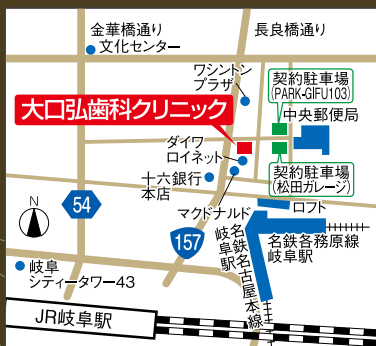 金華橋通り
長良橋通り
文化センター
ワシントン
プラザ
契約駐車場
(PARK-GIFU103)
大口弘歯科クリニック
中央郵便局
ダイワ
ロイネット
契約駐車場
(松田ガレージ)
十六銀行
本店
マクドナルド
ロフト
N
54
157
名鉄
岐阜駅
名鉄名古屋本線
名鉄各務原線
岐阜駅
岐阜
シティータワー43
JR岐阜駅